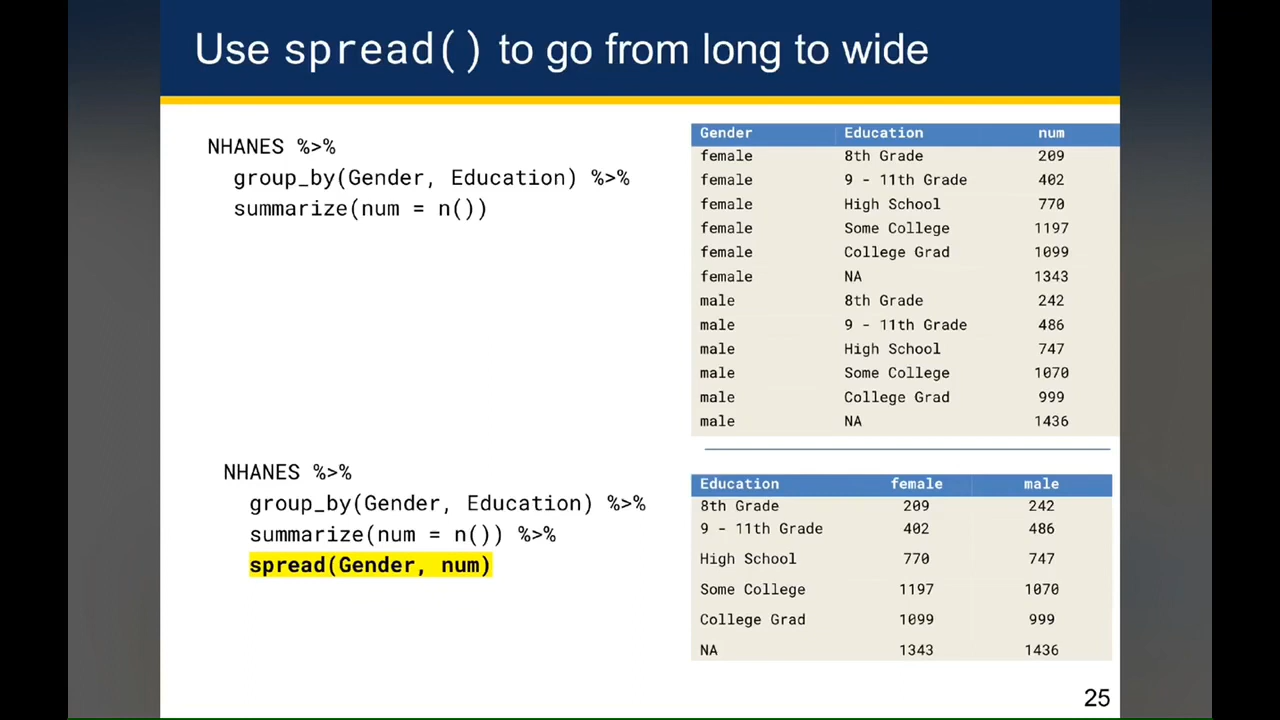 Use spread() to go from long to wide
NHANES %>%
group_by(Gender, Education) %>%
summarize(num = n())
Gender Education num
female 8th Grade 209
female 9 - 11th Grade 402
female High School 770
female Some College 1197
female College Grad 1099
female NA 1343
male 8th Grade 242
male 9 - 11th Grade 486
male High School 747
male Some College 1070
male College Grad 999
male NA 1436
NHANES %>%
group_by(Gender, Education) %>%
summarize(num = n()) %>%
spread(Gender, num)
Education female male
8th Grade 209 242
9 - 11th Grade 402 486
High School 770 747
Some College 1197 1070
College Grad 1099 999
NA 1343 1436
25